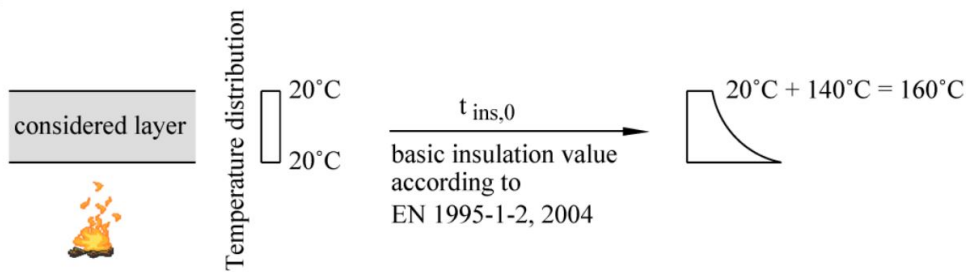 considered layer
Temperature distribution
20˚C
20˚C
t ins,0
basic insulation value
according to
EN 1995-1-2, 2004
20˚C + 140˚C = 160˚C